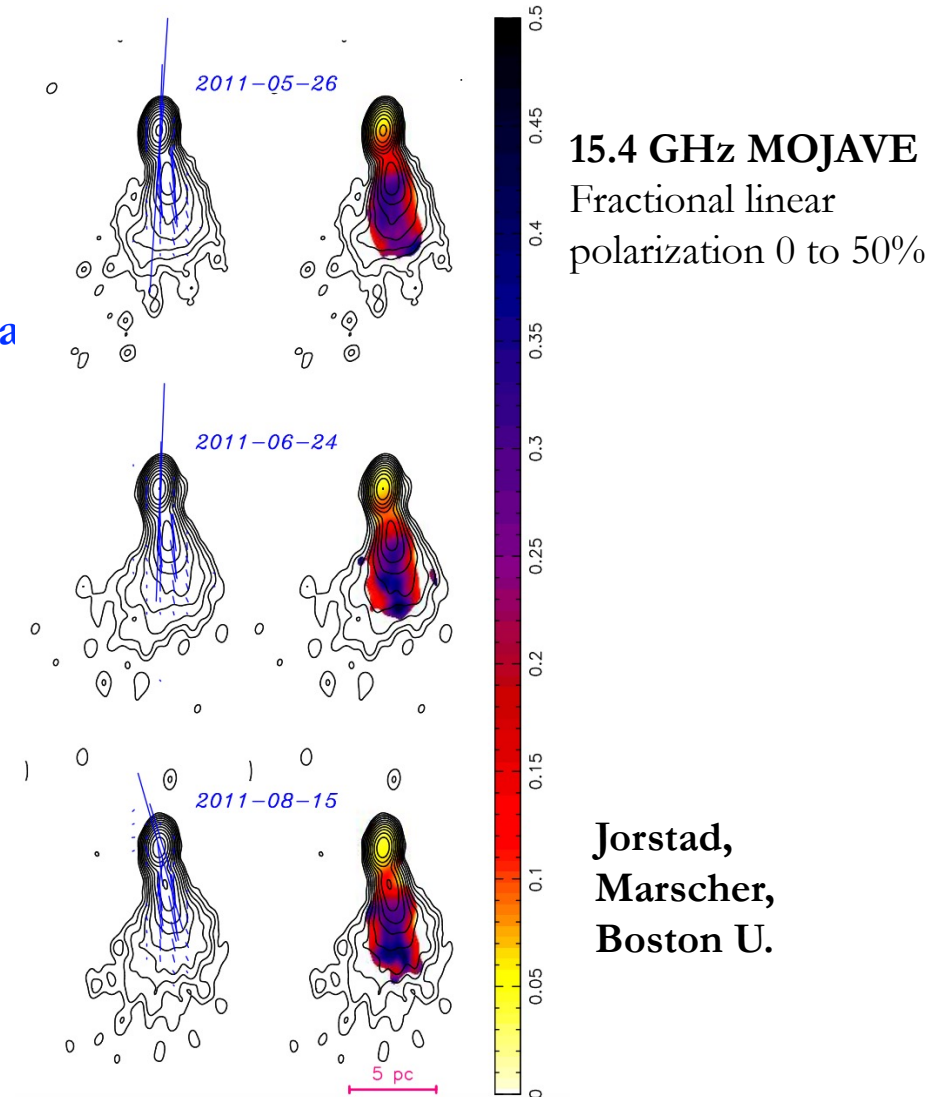 2011-05-26
a
2011-06-24
2011-08-15
5 pc
0.5
0.45
0.4
0.35
0.3
0.25
0.2
0.15
0.1
0.05
0
15.4 GHz MOJAVE
Fractional linear
polarization 0 to 50%
Jorstad,
Marscher,
Boston U.